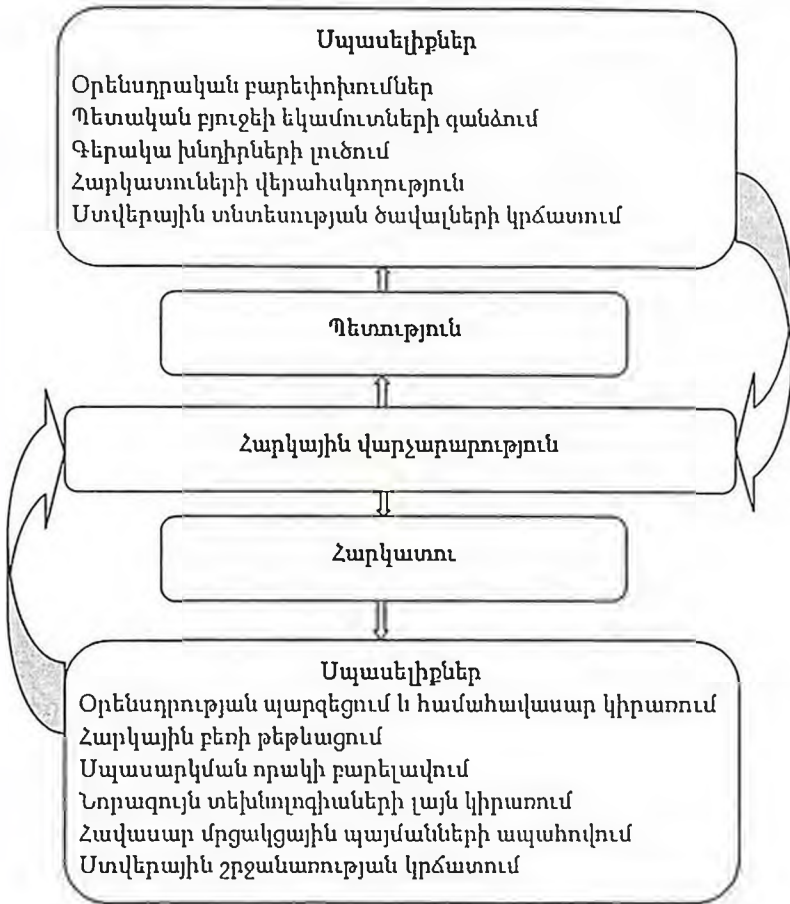 Սպասելիքներ
Օրենսդրական բարեփոխումներ
Պետական բյուջեի եկամուտների գանձում
Գերակա խնդիրների լուծում
Հարկատուների վերահսկողություն
Ստվերային տնտեսության ծավալների կրճատում
Պետություն
Հարկային վարչարարություն
Հարկատու
Սպասելիքներ
Օրենսդրության պարզեցում և համահավասար կիրառում
Հարկային բեռի թեթևացում
Սպասարկման որակի բարելավում
Նորագույն տեխնոլոգիաների լայն կիրառում
Հավասար մրցակցային պայմանների ապահովում
Ստվերային շրջանառության կրճատում